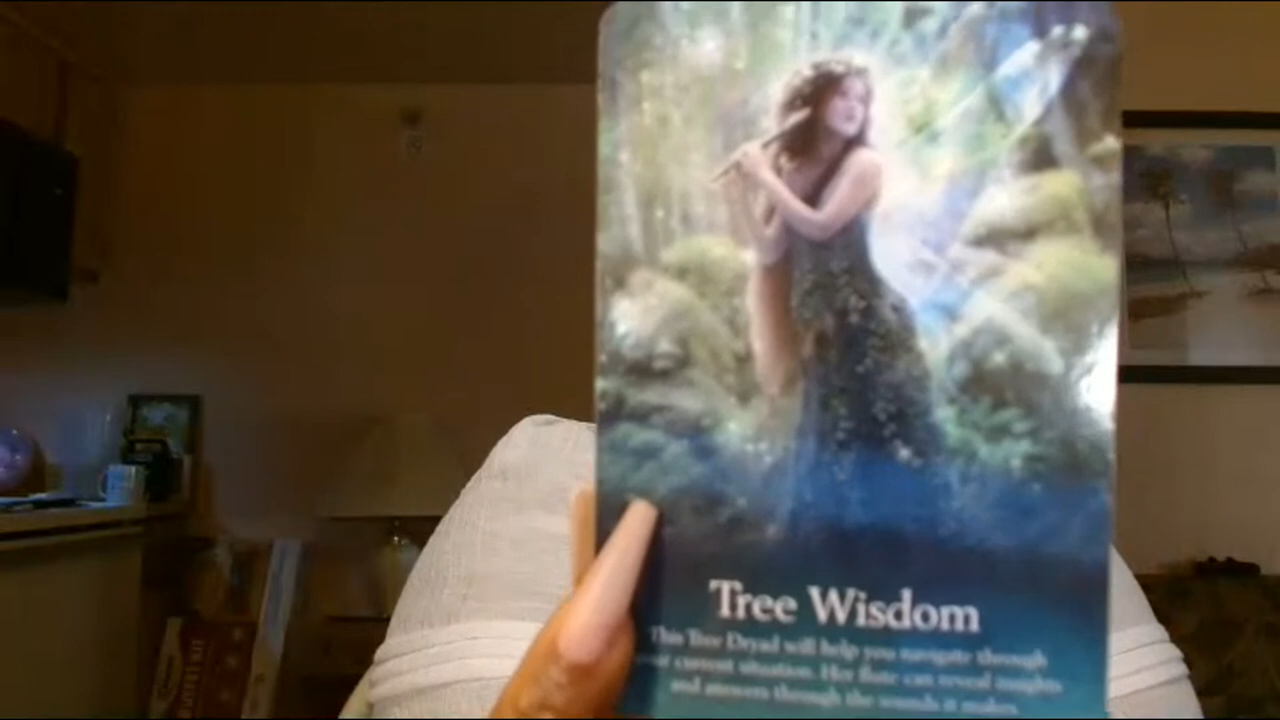 Tree Wisdom
This Tree Dryad will help you navigate through
current situation. Her flute can reveal insights
and answers through the sounds it makes.